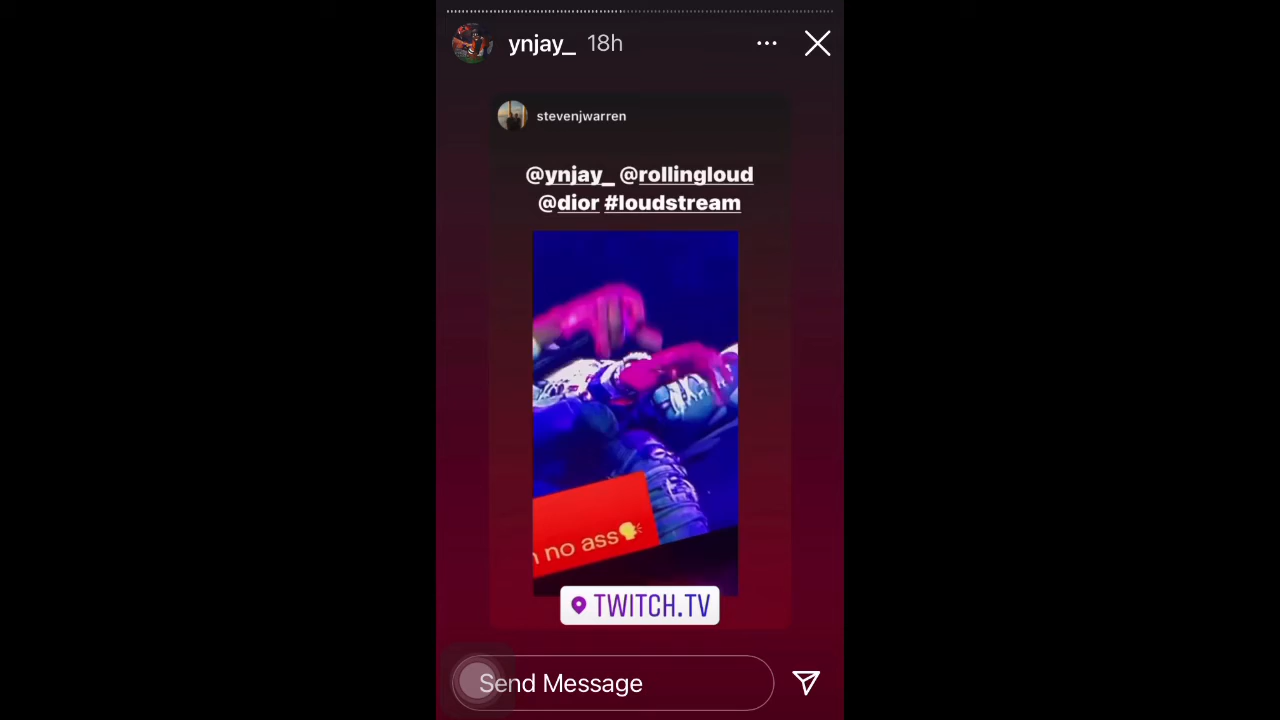 ynjay_ 18h
stevenjwarren
@ynjay_ @rollingloud
@dior #loudstream
no ass🗣
TWITCH.TV
Send Message